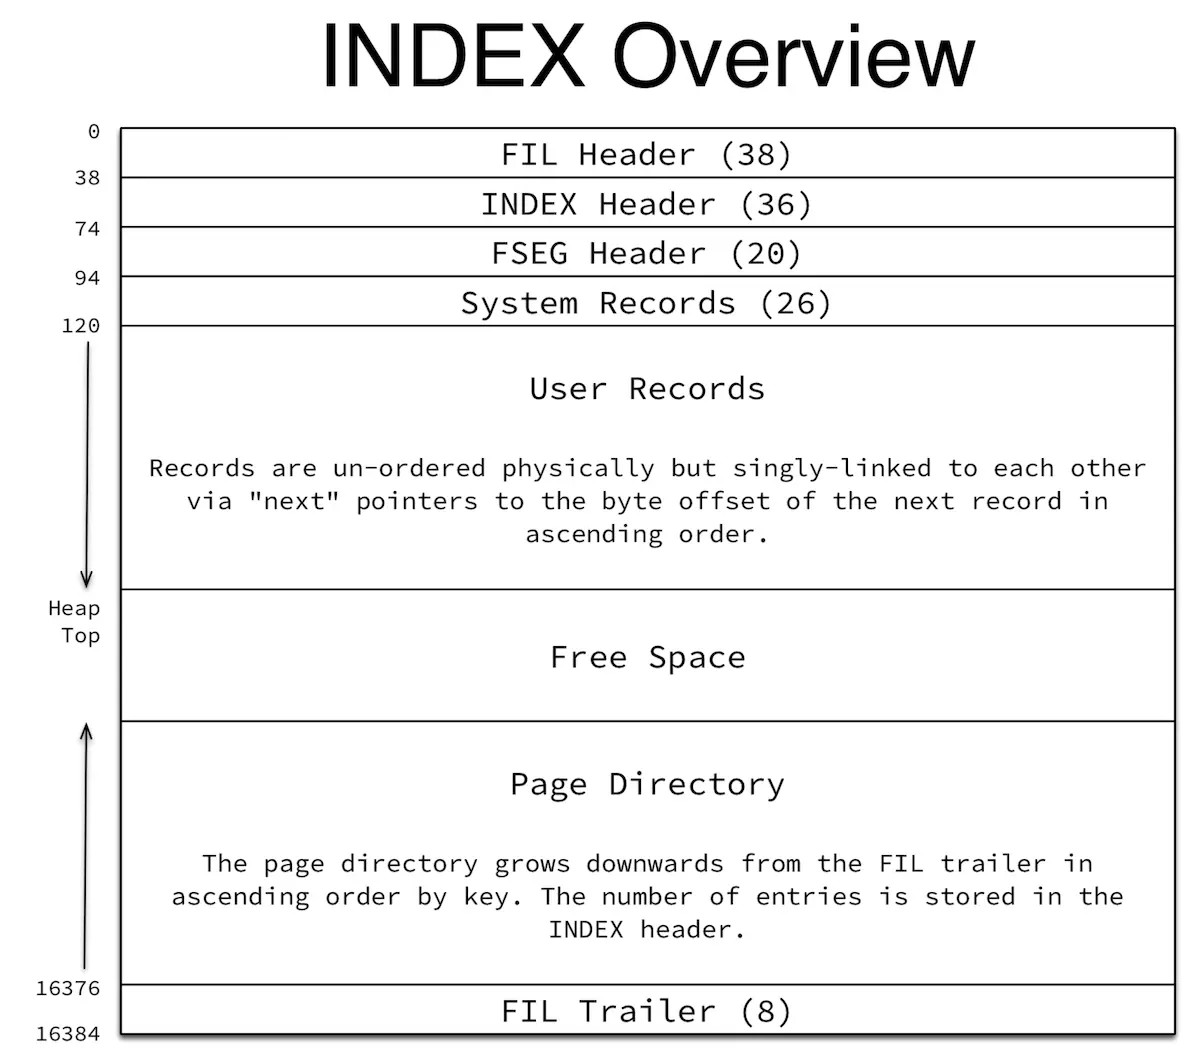 INDEX Overview
0
FIL Header (38)
38
INDEX Header (36)
74
FSEG Header (20)
94
System Records (26)
120
User Records
Records are un-ordered physically but singly-linked to each other
via "next" pointers to the byte offset of the next record in
ascending order.
Heap
Top
Free Space
Page Directory
The page directory grows downwards from the FIL trailer in
ascending order by key. The number of entries is stored in the
INDEX header.
16376
FIL Trailer (8)
16384